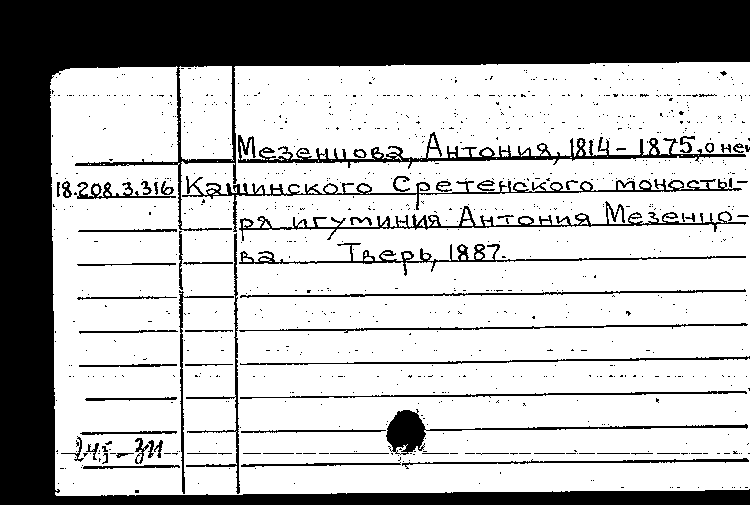 Мезенцова, Антония, 1814-1875, о ней
18.208.3.316 Кашинского Сретенского моносты-
ря игумииия Антония Мезенцо-
ва. Тверь, 1887.
245-311